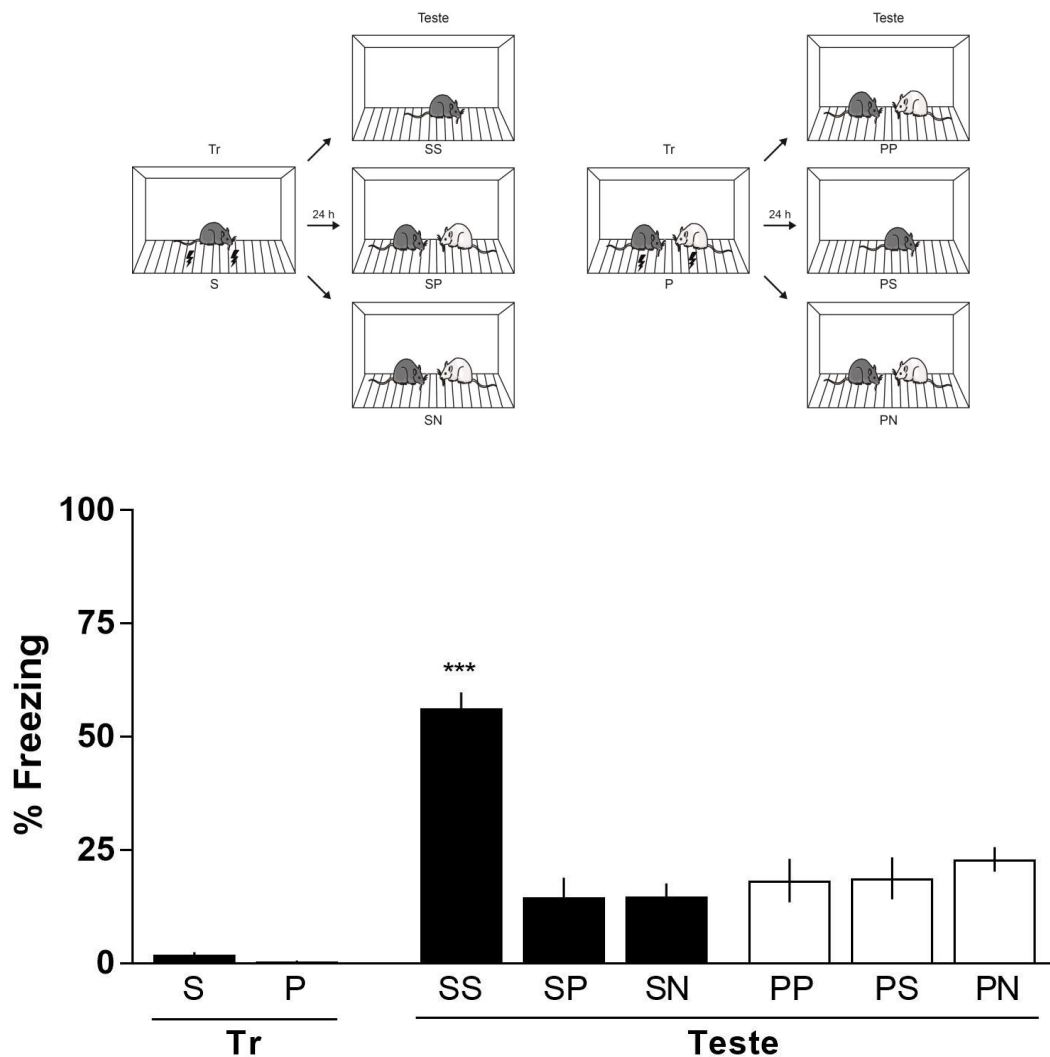 Teste
Teste
Tr
SS
Tr
PP
24 h
24 h
S
SP
P
PS
SN
PN
% Freezing
100
75
50
25
0
***
S P SS SP SN PP PS PN
Tr Teste